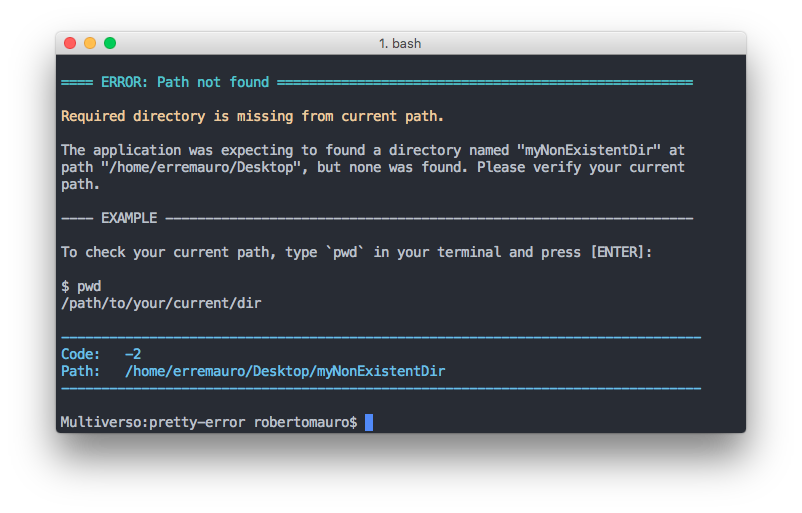 1. bash
==== ERROR: Path not found ====================================================
Required directory is missing from current path.
The application was expecting to found a directory named "myNonExistentDir" at
path "/home/erremauro/Desktop", but none was found. Please verify your current
path.
---- EXAMPLE ------------------------------------------------------------------
To check your current path, type `pwd` in your terminal and press [ENTER]:
$ pwd
/path/to/your/current/dir
--------------------------------------------------------------------------------
Code:   -2
Path:   /home/erremauro/Desktop/myNonExistentDir
--------------------------------------------------------------------------------
Multiverso:pretty-error robertomauro$